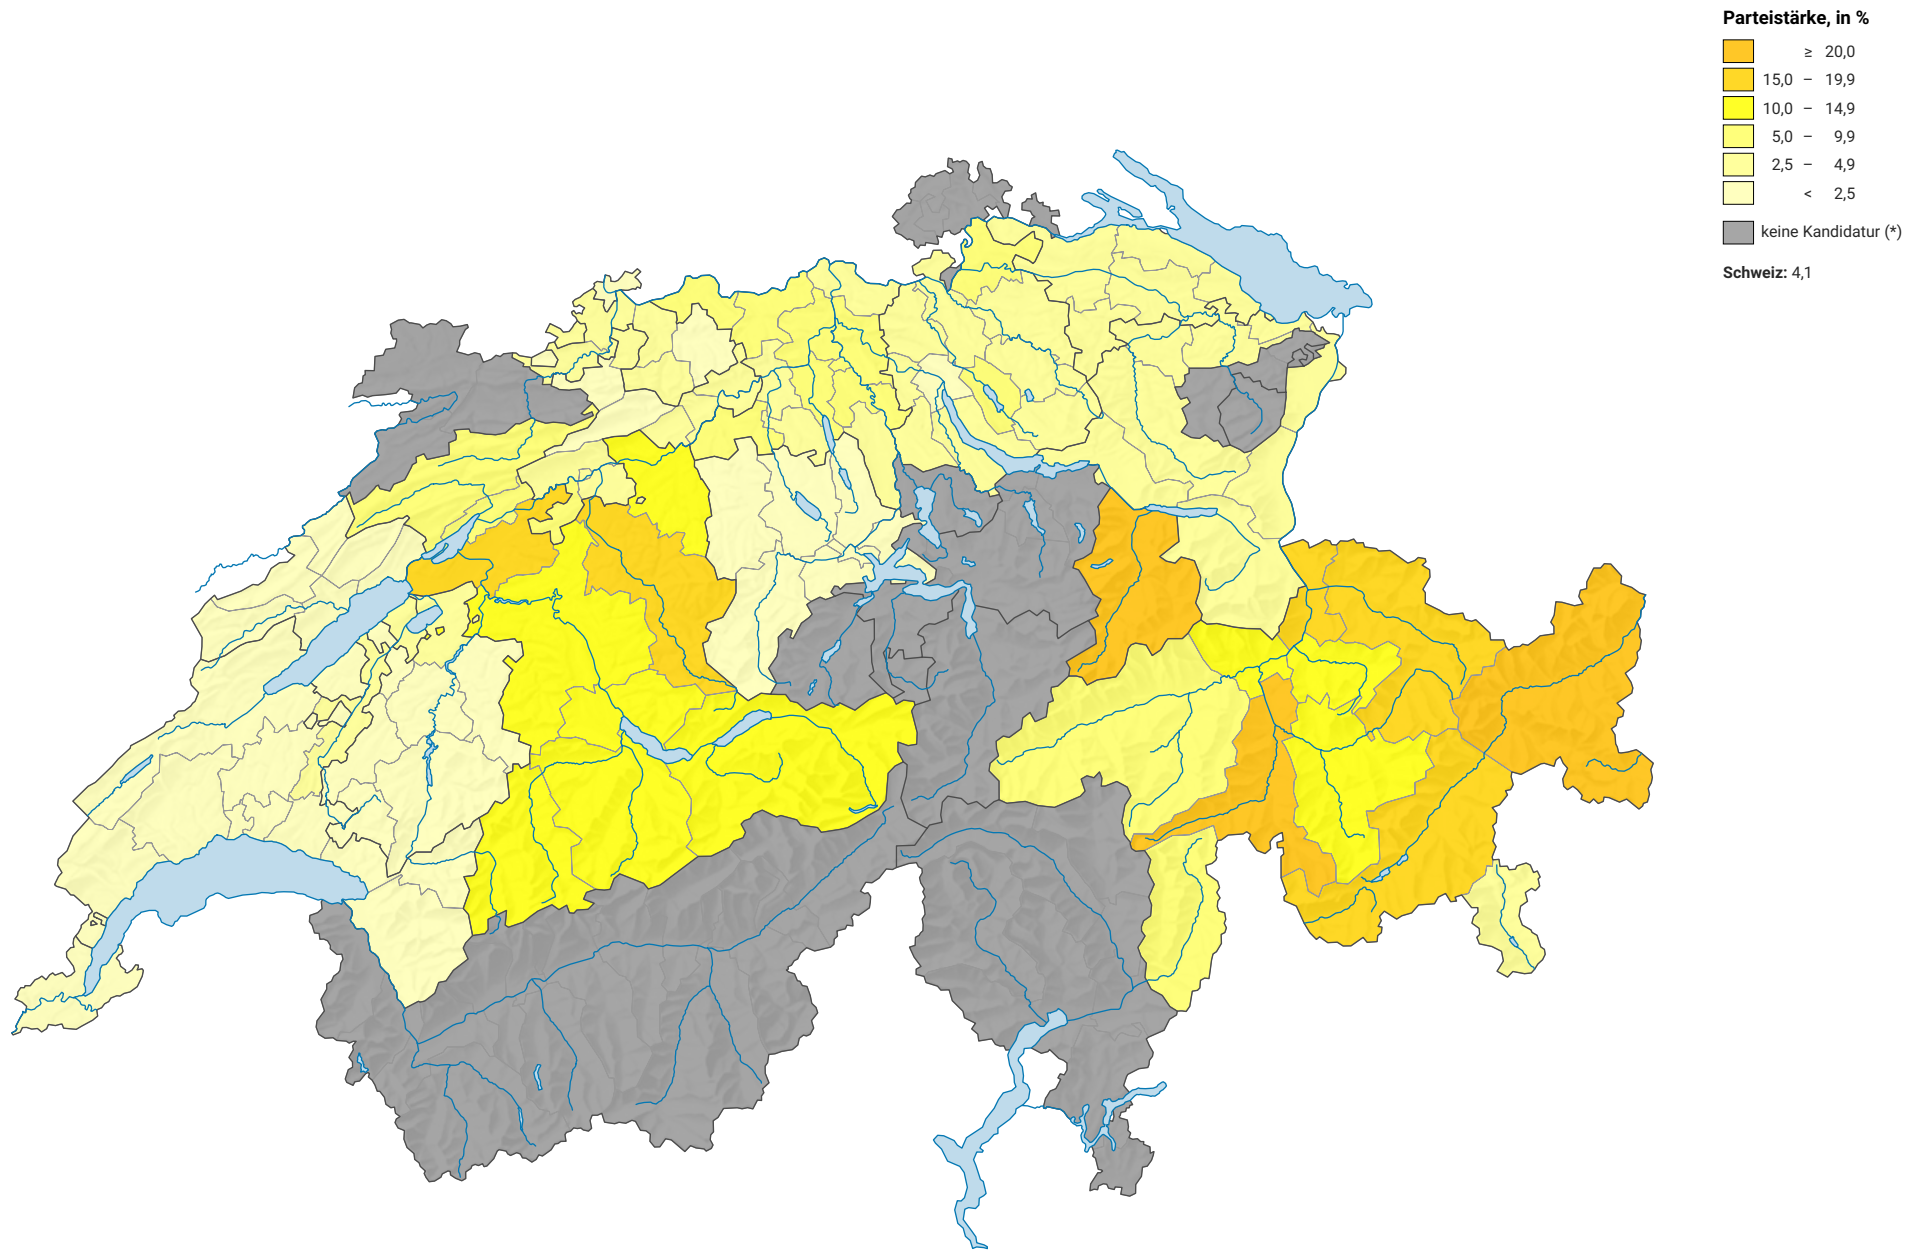 Parteistärke, in %
≥ 20,0
15,0 – 19,9
10,0 – 14,9
5,0 – 9,9
2,5 – 4,9
< 2,5
keine Kandidatur (*)
Schweiz: 4,1